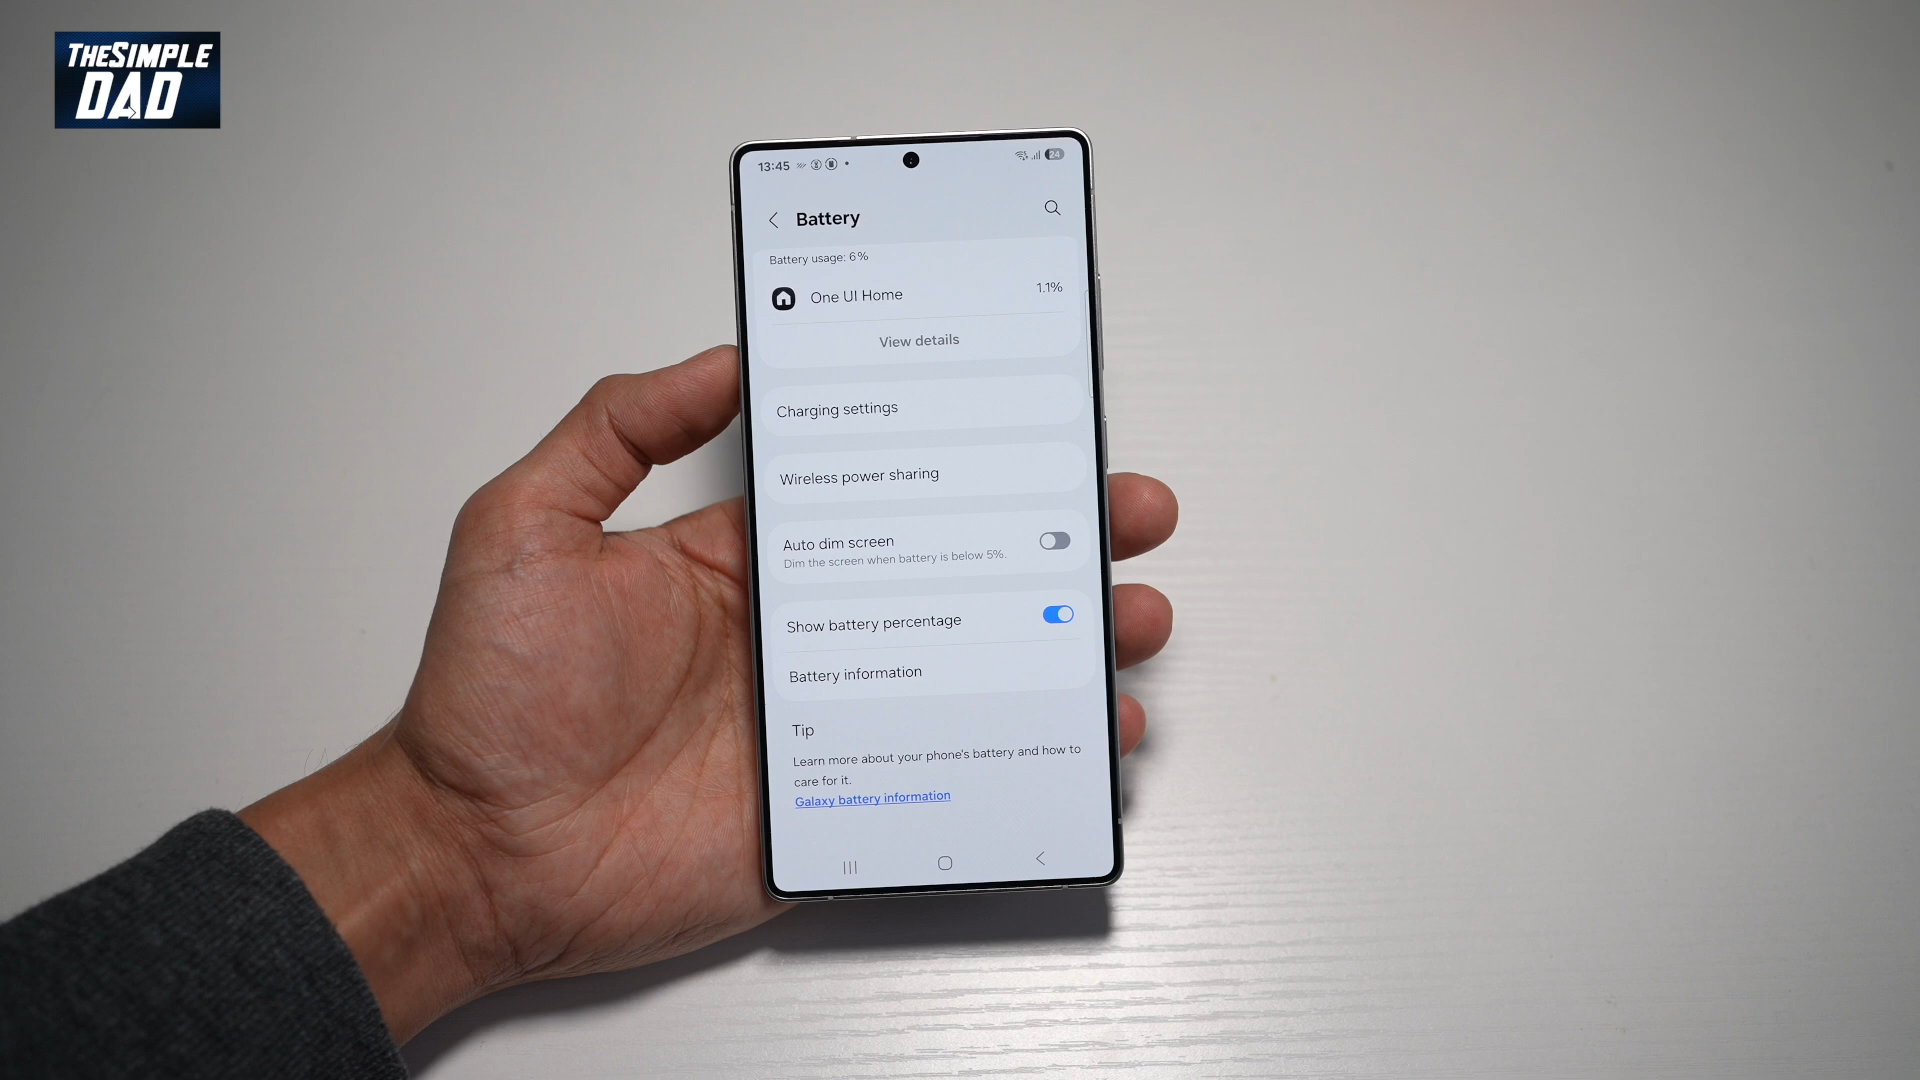 THESIMPLE
DAD
13:45
24
Battery
Battery usage: 6%
One UI Home
1.1%
View details
Charging settings
Wireless power sharing
Auto dim screen
Dim the screen when battery is below 5%.
Show battery percentage
Battery information
Tip
Learn more about your phone's battery and how to
care for it.
Galaxy battery information